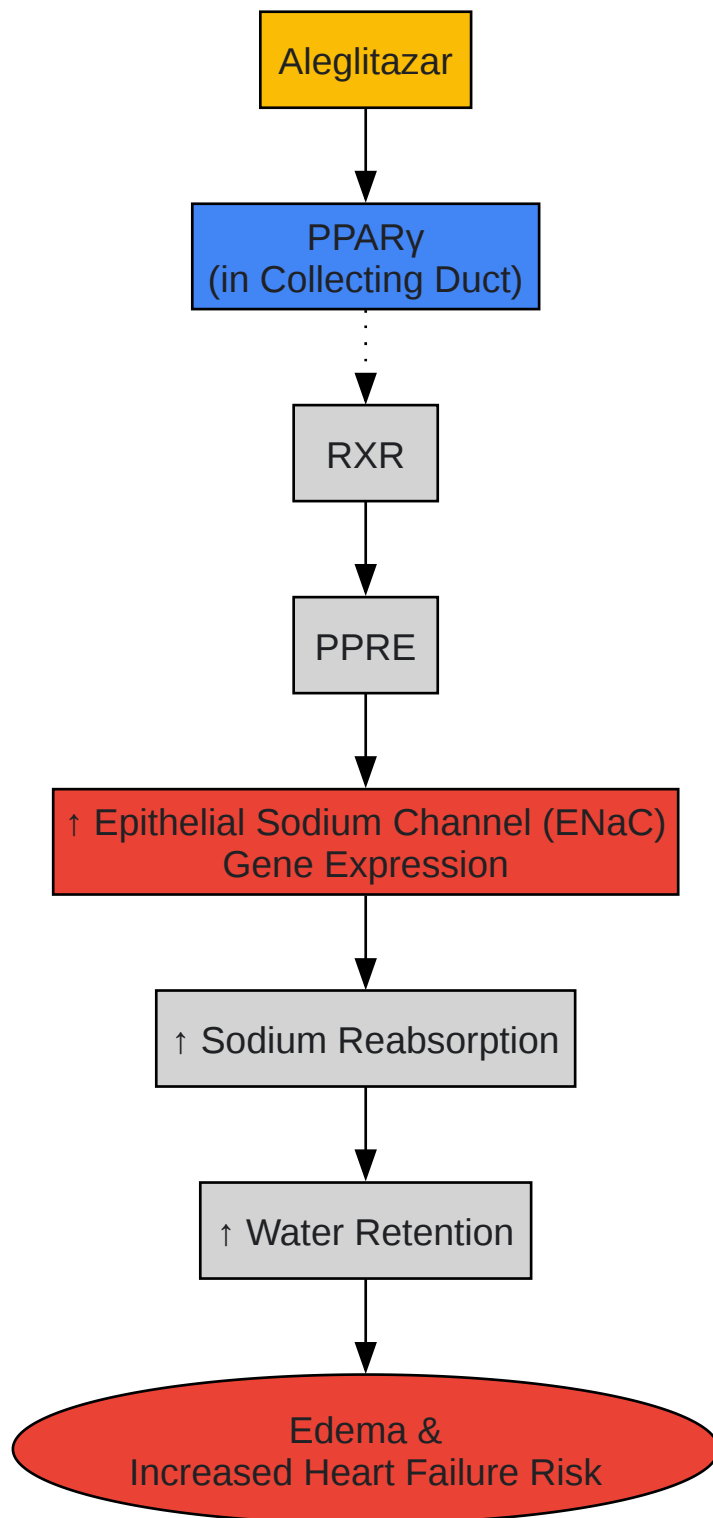 Aleglitazar
PPARγ
(in Collecting Duct)
RXR
PPRE
↑ Epithelial Sodium Channel (ENaC)
Gene Expression
↑ Sodium Reabsorption
↑ Water Retention
Edema &
Increased Heart Failure Risk